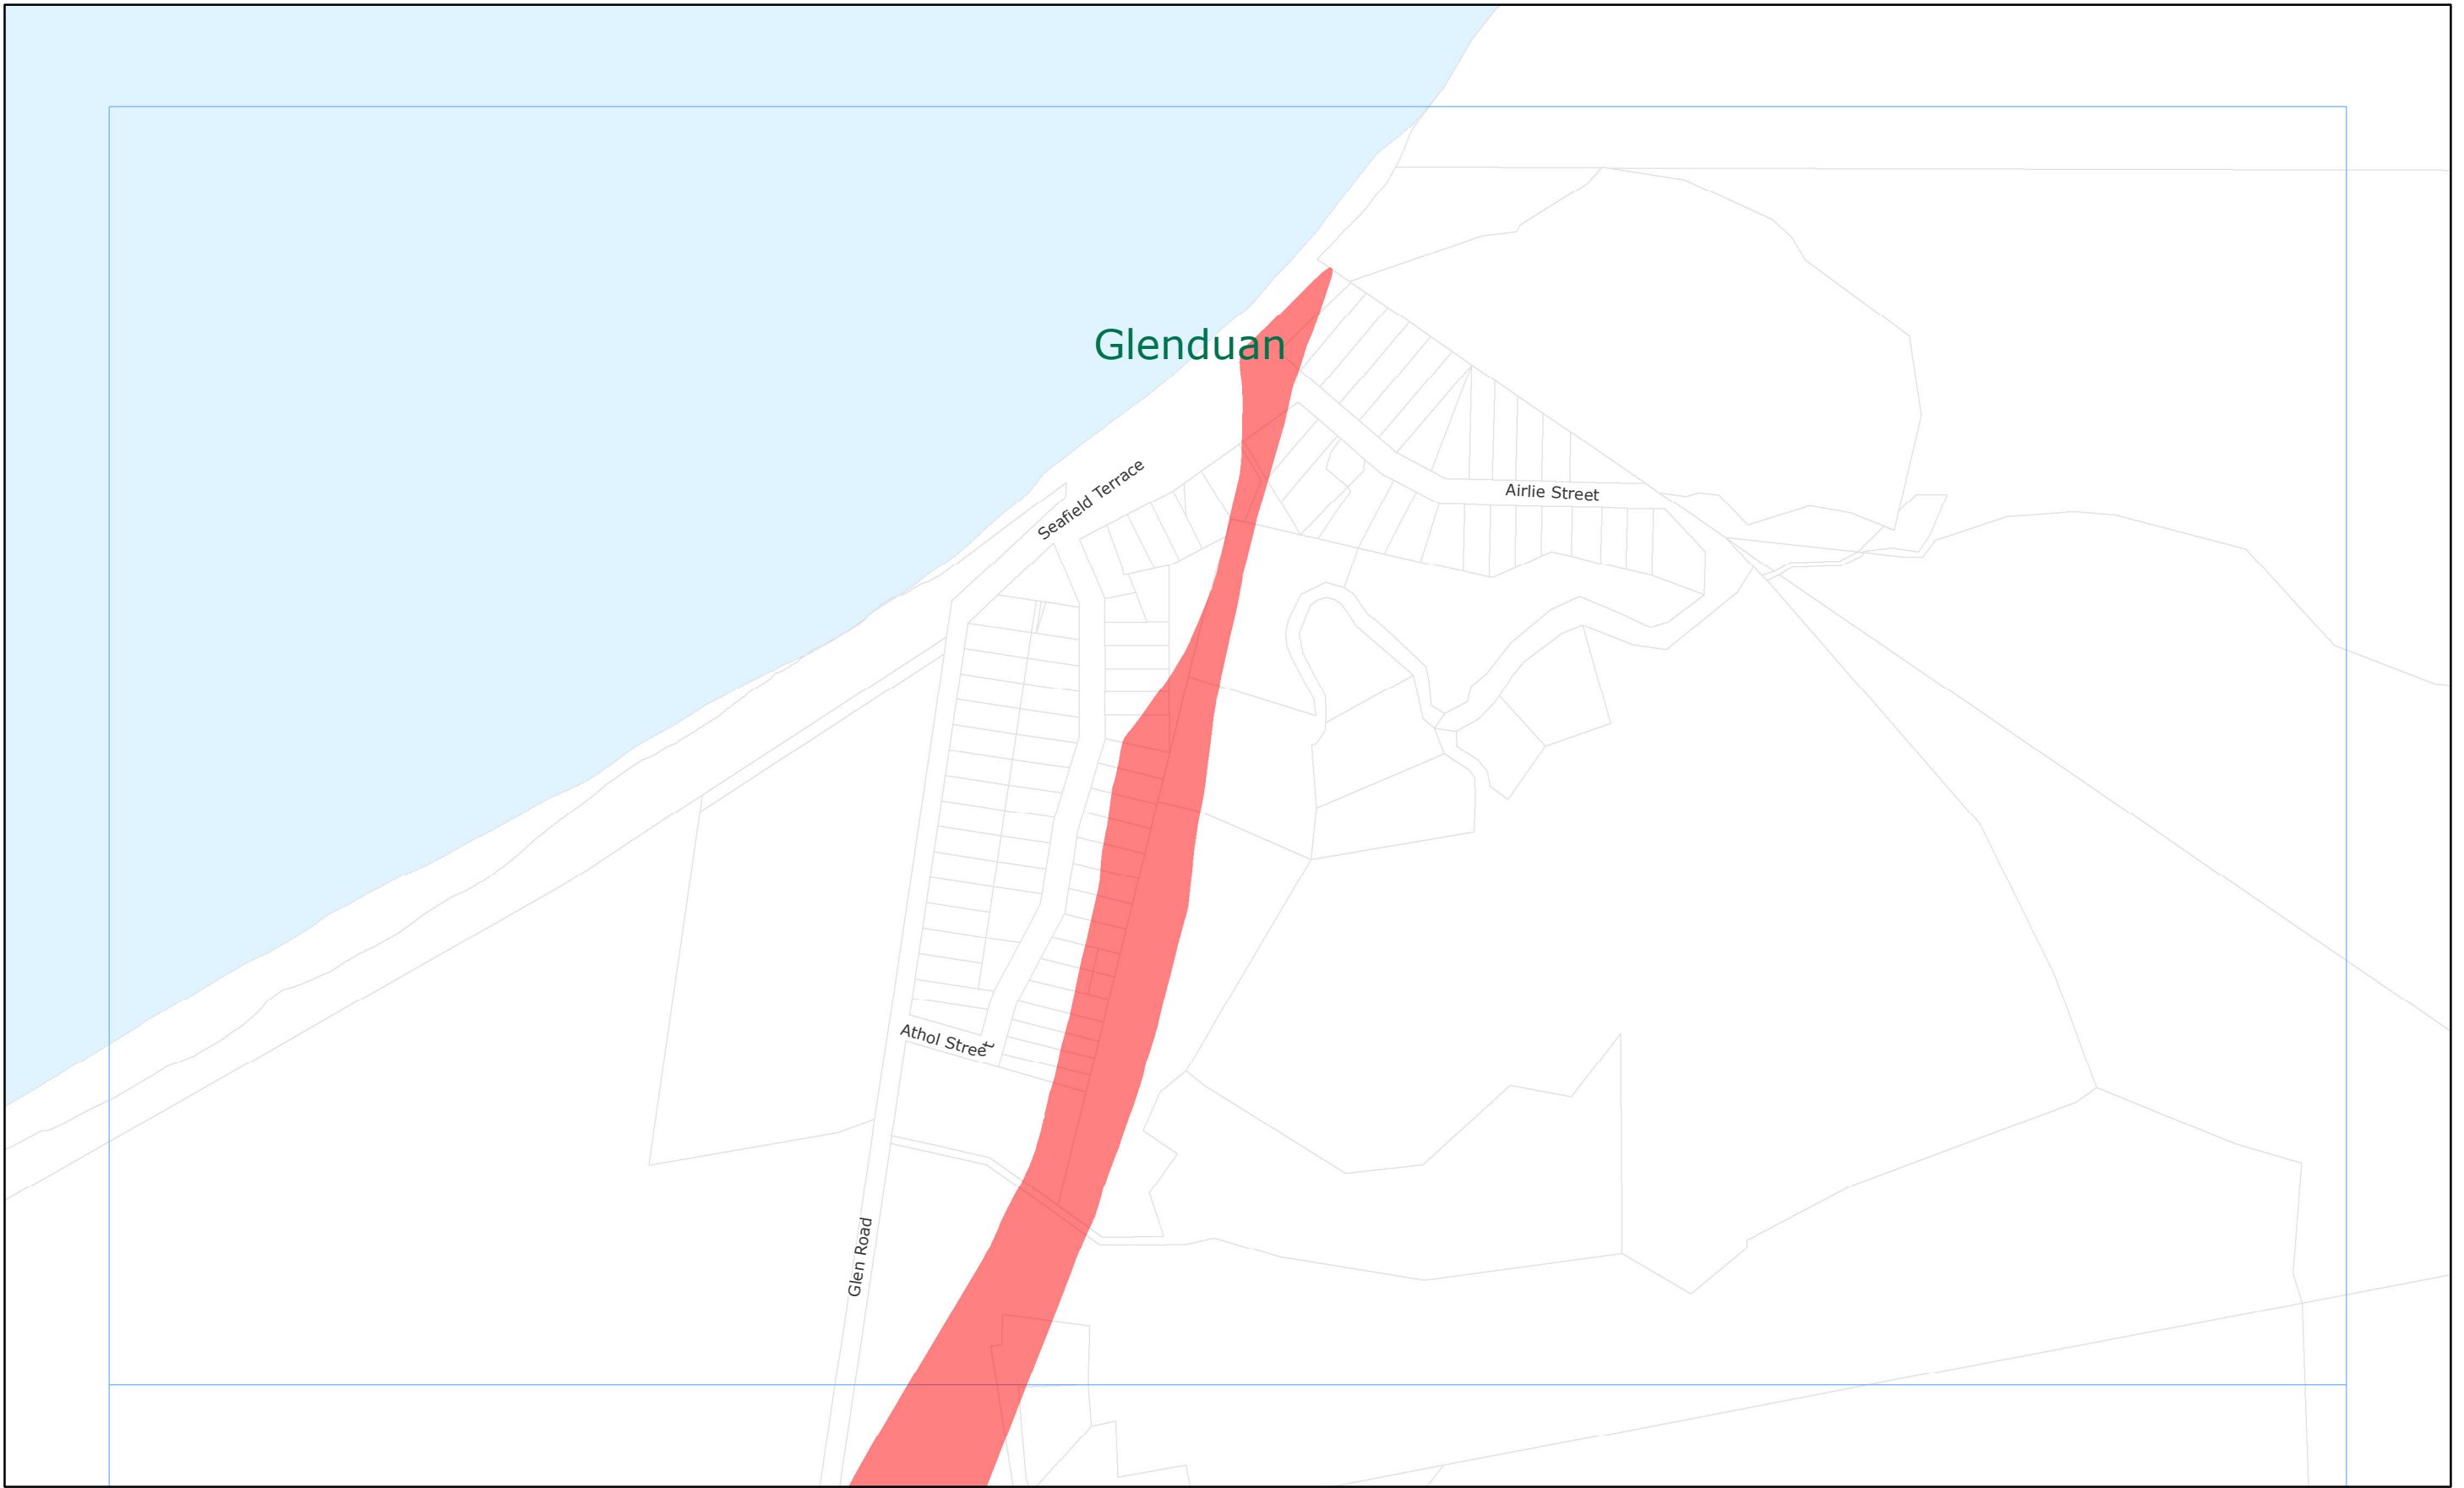 Glenduan
Seafield Terrace
Airlie Street
Athol Street
Glen Road